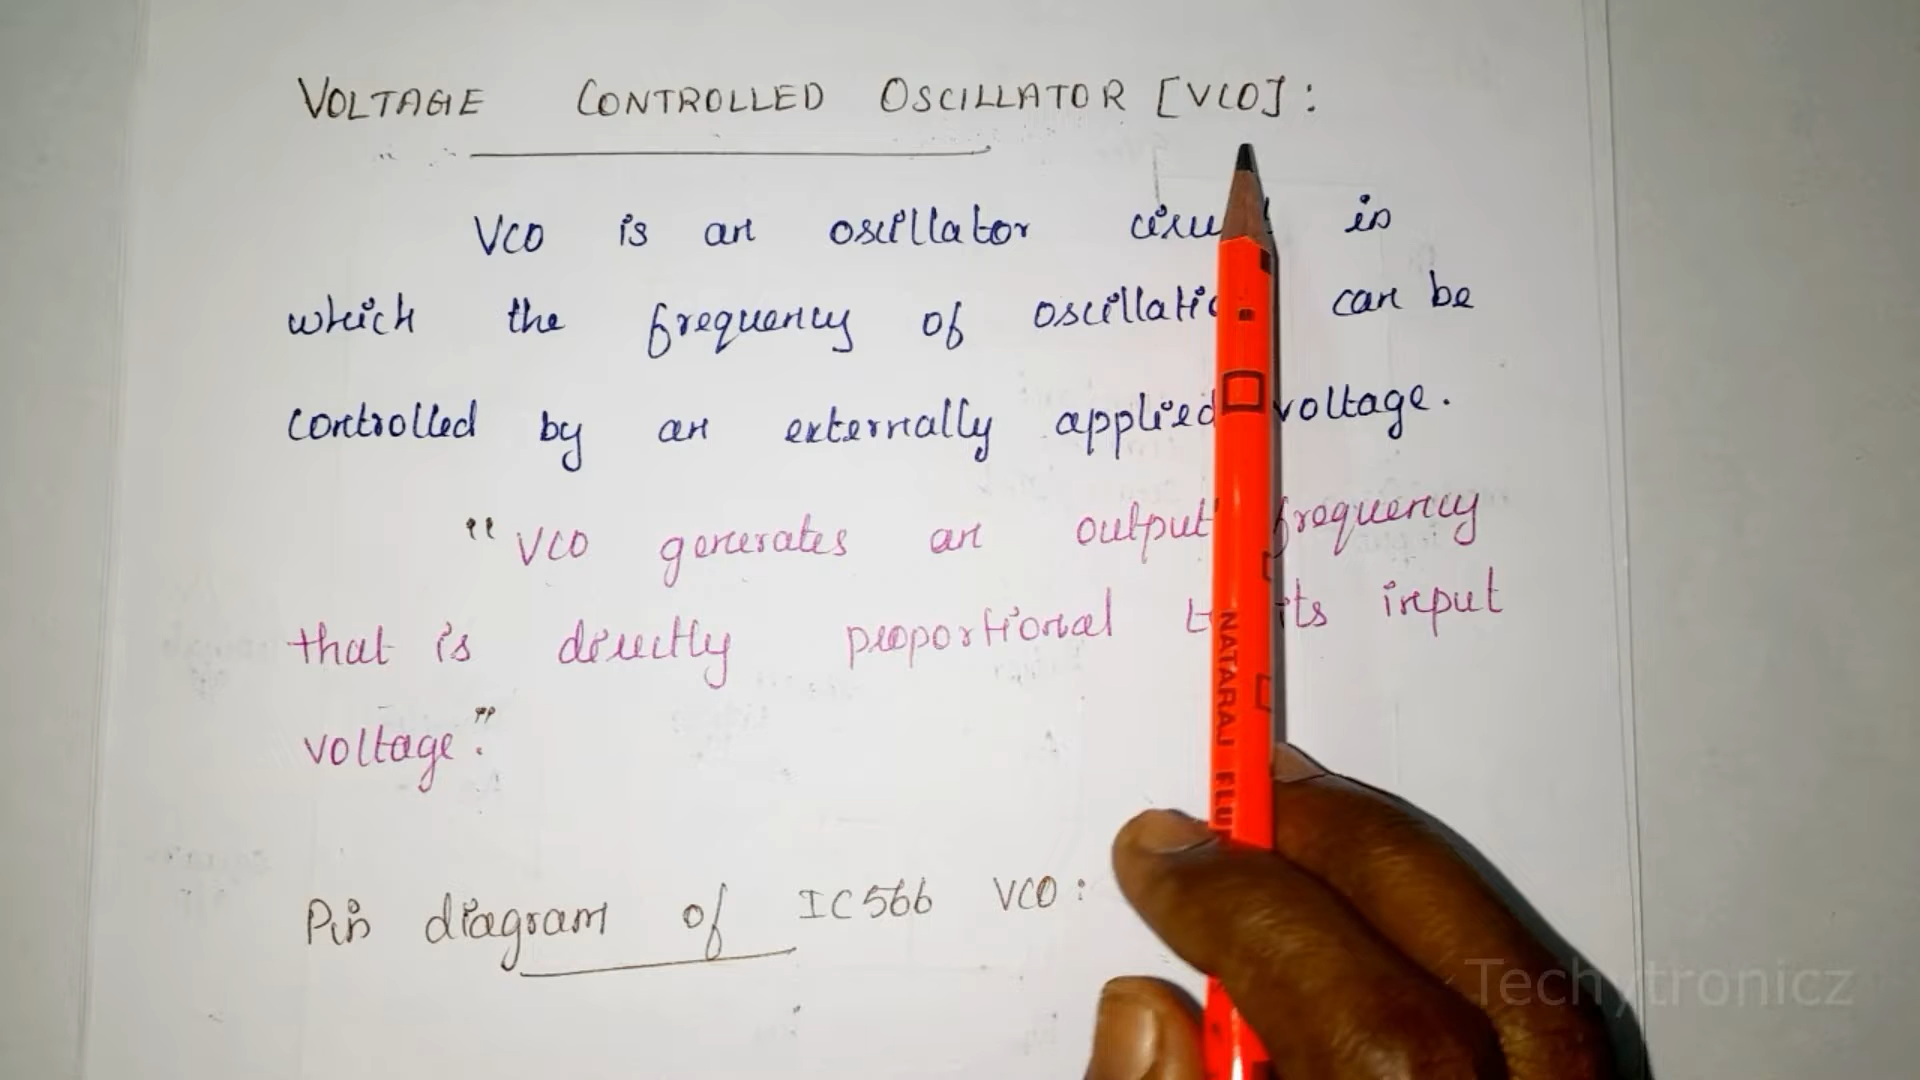 VOLTAGE CONTROLLED OSCILLATOR [VCO]:
VCO is an oscillator in
which the frequency of can be
controlled by an externally applied voltage.
"VCO generates an output frequency
that is directly proportional its input
voltage."
Pin diagram of IC566 VCO:
NATARAJ
Techytronicz